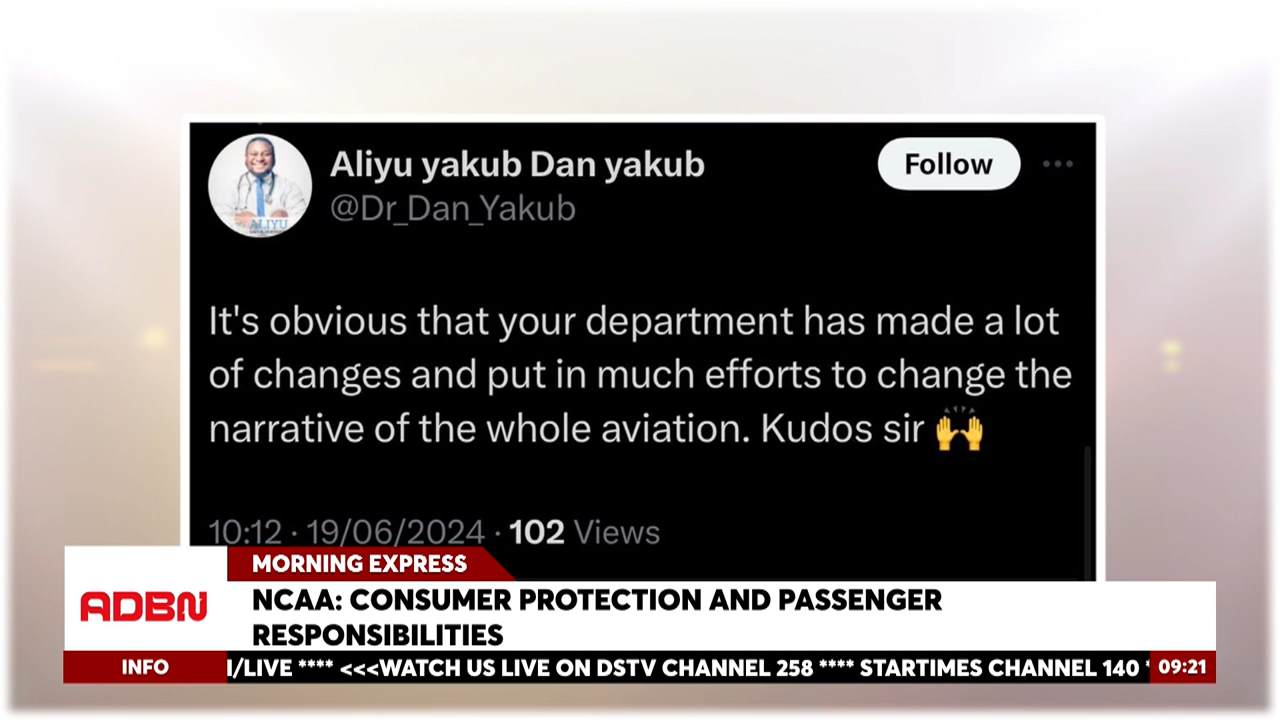 Aliyu yakub Dan yakub
@Dr_Dan_Yakub
Follow
ALIYU
It's obvious that your department has made a lot
of changes and put in much efforts to change the
narrative of the whole aviation. Kudos sir 🙌
10:12 · 19/06/2024 · 102 Views
MORNING EXPRESS
ADBN
NCAA: CONSUMER PROTECTION AND PASSENGER
RESPONSIBILITIES
INFO
/LIVE **** <<<WATCH US LIVE ON DSTV CHANNEL 258 **** STARTIMES CHANNEL 140
09:21